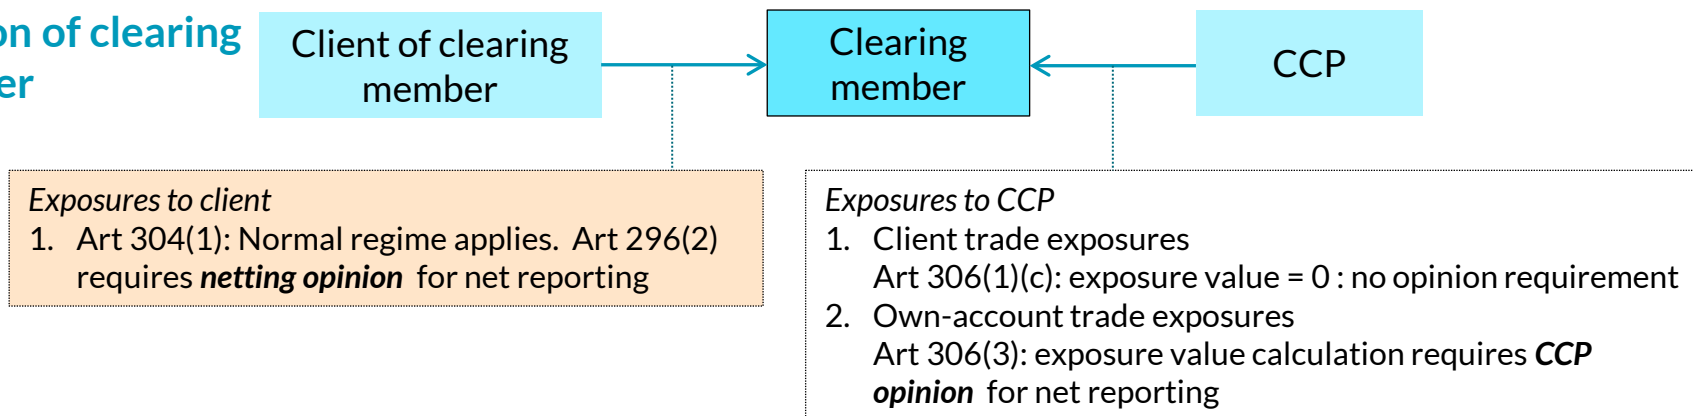 of clearing
Client of clearing
member
Clearing
member
CCP
Exposures to client
1. Art 304(1): Normal regime applies. Art 296(2)
requires netting opinion for net reporting
Exposures to CCP
1. Client trade exposures
Art 306(1)(c): exposure value = 0 : no opinion requirement
2. Own-account trade exposures
Art 306(3): exposure value calculation requires CCP
opinion for net reporting